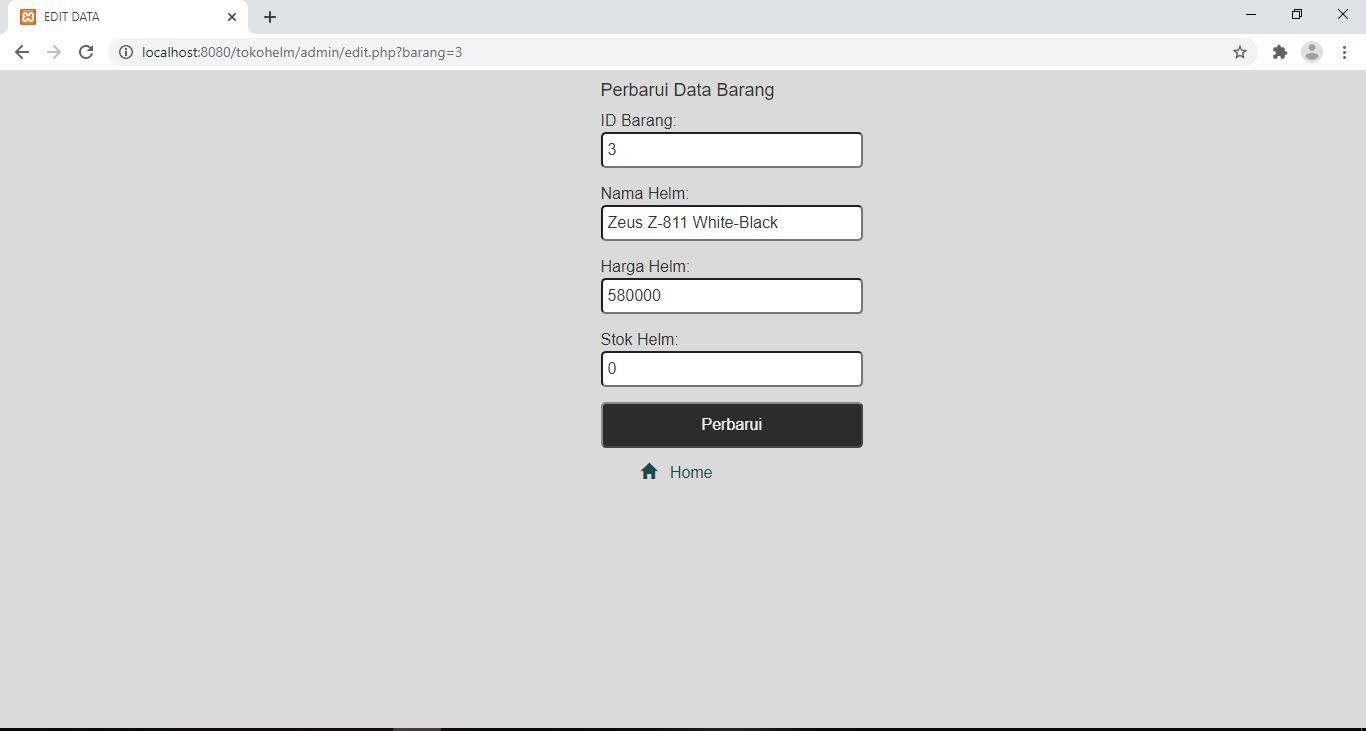 EDIT DATA
localhost:8080/tokohelm/admin/edit.php?barang=3
Perbarui Data Barang
ID Barang:
3
Nama Helm:
Zeus Z-811 White-Black
Harga Helm:
580000
Stok Helm:
0
Perbarui
Home